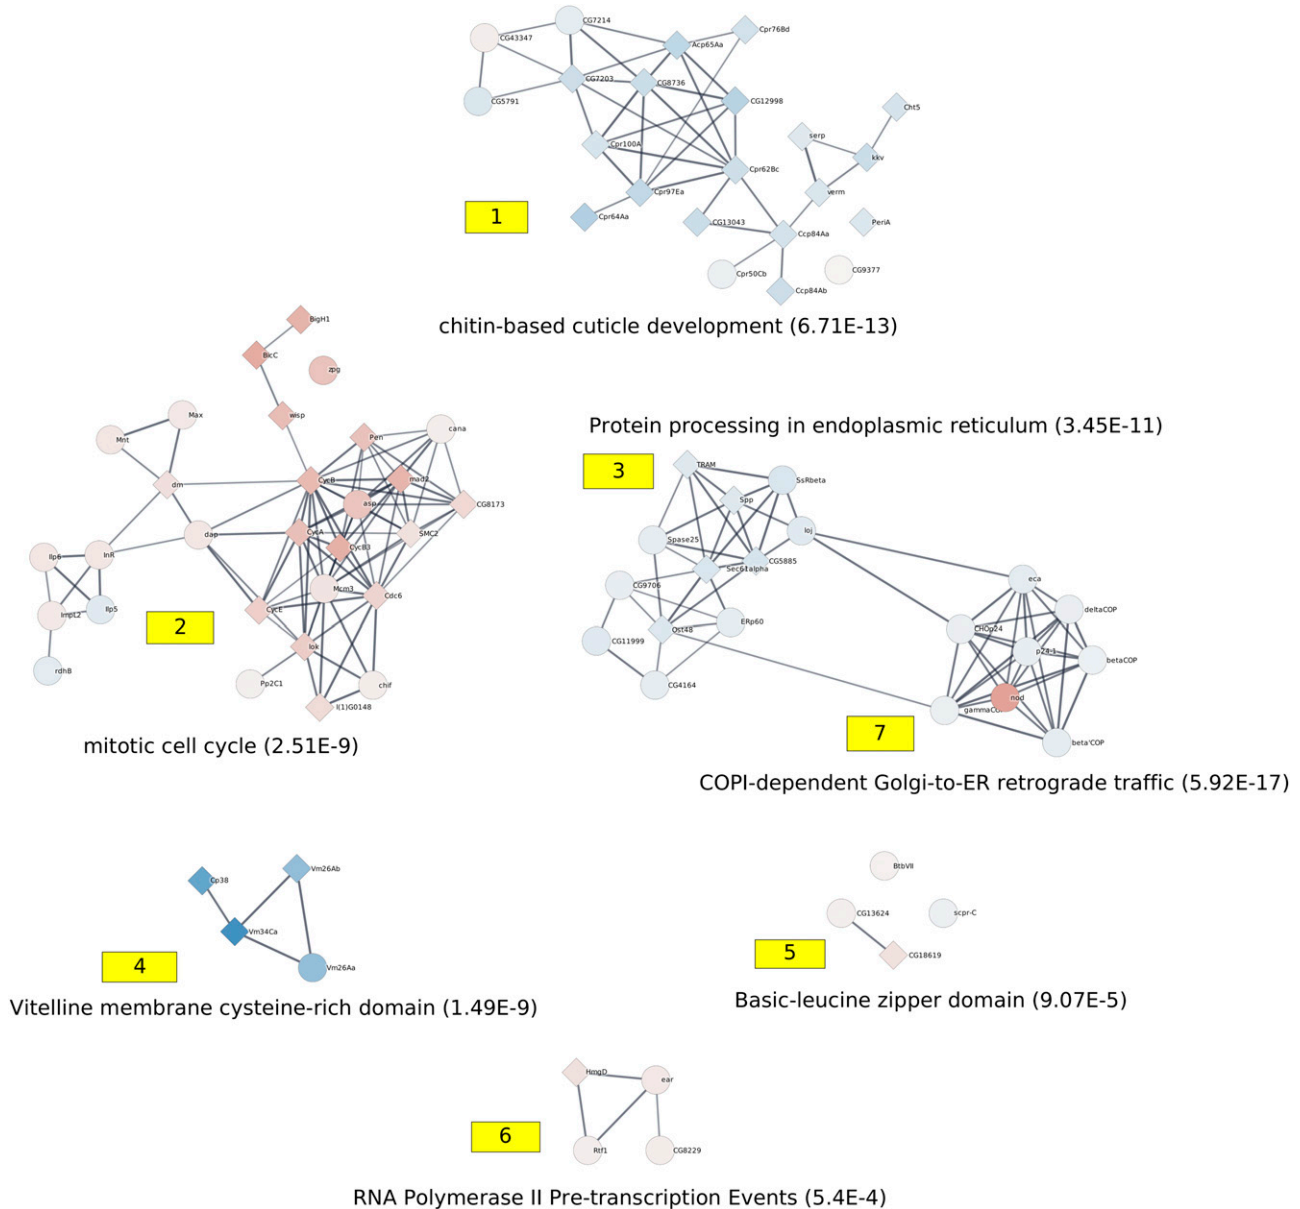 CG7214
CG43347
Cpr76Bd
Acp65Aa
CG7203
CG8736
CG5791
CG12998
Cht5
serp
Cpr100A
kkv
Cpr62Bc
Cpr97Ea
verm
1
Cpr64Aa
CG13043
PeriA
Ccp84Aa
Cpr50Cb
CG9377
Ccp84Ab
chitin-based cuticle development (6.71E-13)
BigH1
BicC
zpg
Max
wisp
Mnt
Pen
cana
dm
CycB
mad2
asp
CG8173
dap
CycA
SMC2
CycB3
Ilp6
InR
Mcm3
Cdc6
ImpL2
Ilp5
CycE
2
lok
rdhB
Pp2C1
chif
l(1)G0148
mitotic cell cycle (2.51E-9)
Protein processing in endoplasmic reticulum (3.45E-11)
3
TRAM
SsRbeta
Spp
loj
Spase25
CG5885
Sec61alpha
CG9706
ERp60
Ost48
CG11999
CG4164
eca
deltaCOP
CHOp24
p24-1
betaCOP
nod
gammaCO
beta'COP
7
COPI-dependent Golgi-to-ER retrograde traffic (5.92E-17)
Cp38
Vm26Ab
Vm34Ca
4
Vm26Aa
Vitelline membrane cysteine-rich domain (1.49E-9)
BtbVII
CG13624
scpr-C
5
CG18619
Basic-leucine zipper domain (9.07E-5)
HmgD
ear
6
Rtf1
CG8229
RNA Polymerase II Pre-transcription Events (5.4E-4)